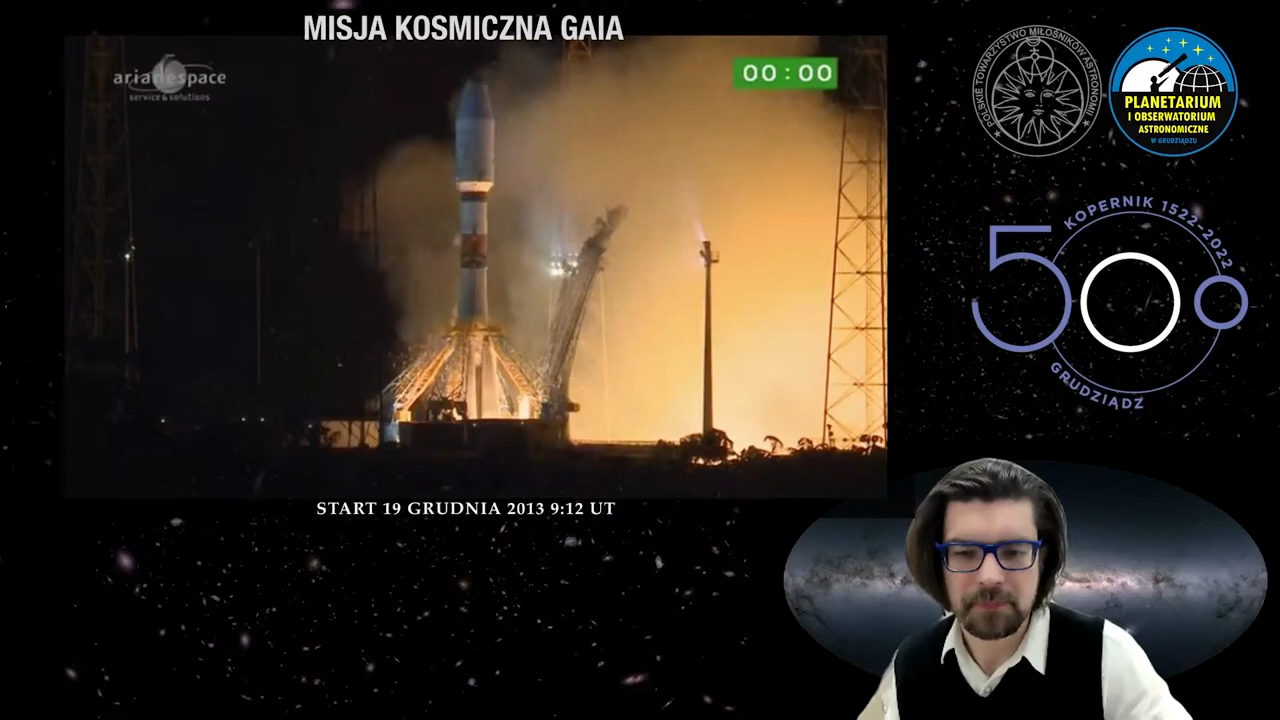 MISJA KOSMICZNA GAIA
arianespace
service & solutions
00:00
START 19 GRUDNIA 2013 9:12 UT
POLSKIE TOWARZYSTWO MIŁOŚNIKÓW ASTRONOMII
PLANETARIUM
I OBSERWATORIUM
ASTRONOMICZNE
W GRUDZIĄDZU
KOPERNIK 1522-2022
500
GRUDZIĄDZ